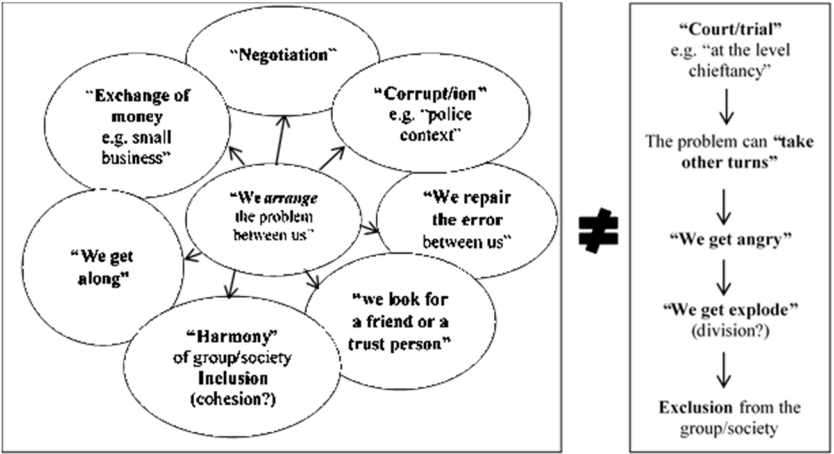 “Negotiation”
“Exchange of
money
e.g. small
business”
“Corrupt/ion”
e.g. “police
context”
“We arrange
the problem
between us”
“We repair
the error
between us”
“We get
along”
“we look for
a friend or a
trust person”
“Harmony”
of group/society
Inclusion
(cohesion?)
≠
“Court/trial”
e.g. “at the level
chieftancy”
The problem can “take
other turns”
“We get angry”
“We get explode”
(division?)
Exclusion from the
group/society